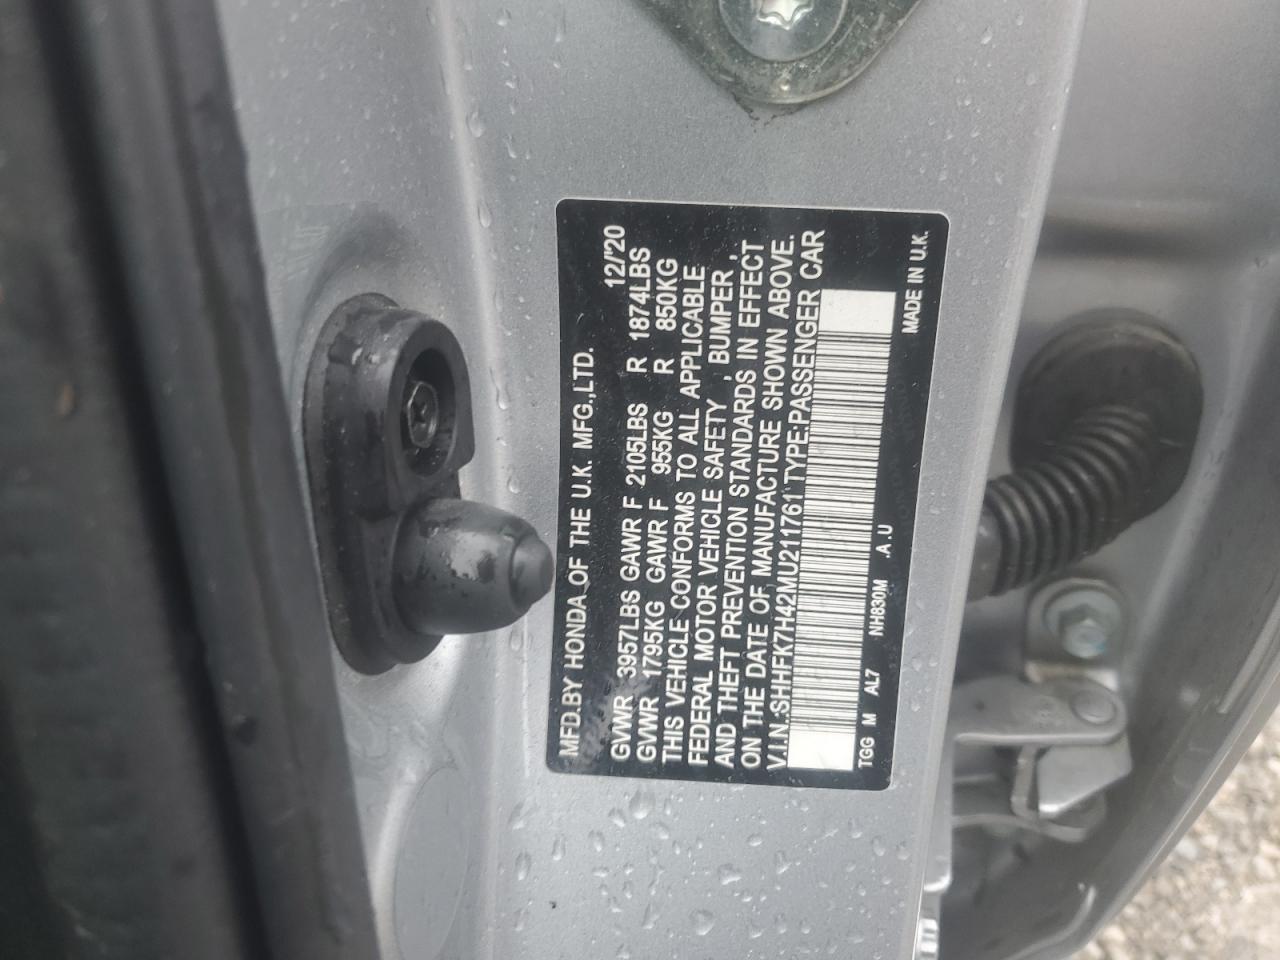 MFD.BY HONDA OF THE U.K. MFG.,LTD. 12/'20
GVWR 3957LBS GAWR F 2105LBS R 1874LBS
GVWR 1795KG GAWR F 955KG R 850KG
THIS VEHICLE CONFORMS TO ALL APPLICABLE
FEDERAL MOTOR VEHICLE SAFETY , BUMPER ,
AND THEFT PREVENTION STANDARDS IN EFFECT
ON THE DATE OF MANUFACTURE SHOWN ABOVE.
V.I.N.:SHHFK7H42MU211761 TYPE:PASSENGER CAR
TGG M AL7 NH830M .A .U MADE IN U.K.